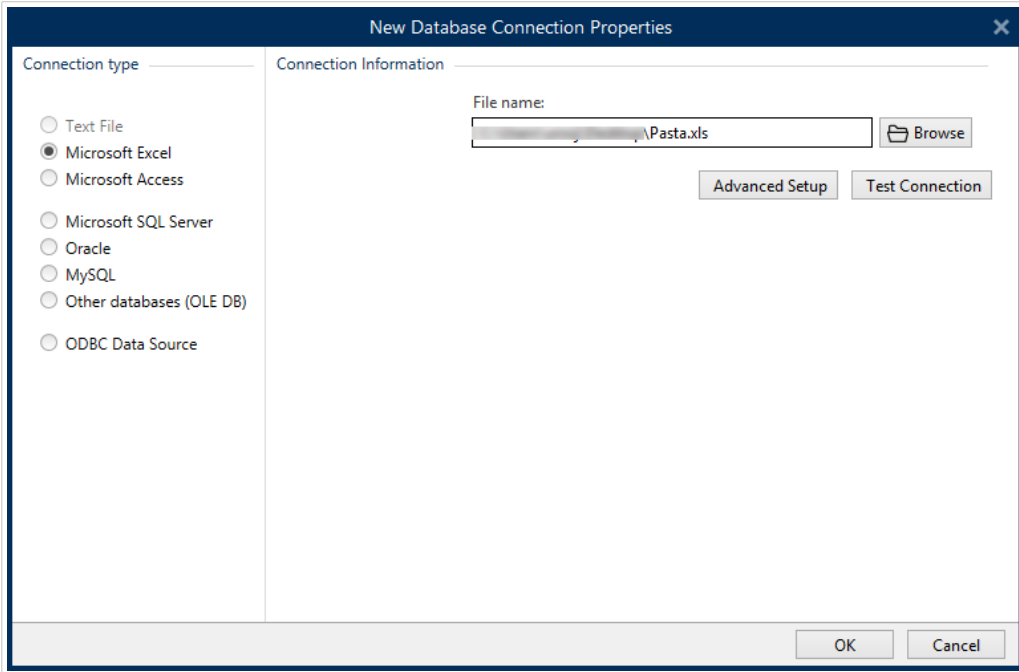 New Database Connection Properties
Connection type
Text File
Microsoft Excel
Microsoft Access
Microsoft SQL Server
Oracle
MySQL
Other databases (OLE DB)
ODBC Data Source
Connection Information
File name:
\Pasta.xls
Browse
Advanced Setup
Test Connection
OK
Cancel